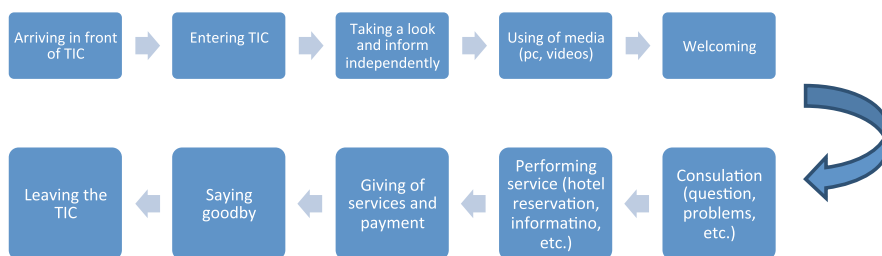 Arriving in front
of TIC
Entering TIC
Taking a look
and inform
independently
Using of media
(pc, videos)
Welcoming
Consulation
(question,
problems,
etc.)
Performing
service (hotel
reservation,
informatino,
etc.)
Giving of
services and
payment
Saying
goodby
Leaving the
TIC